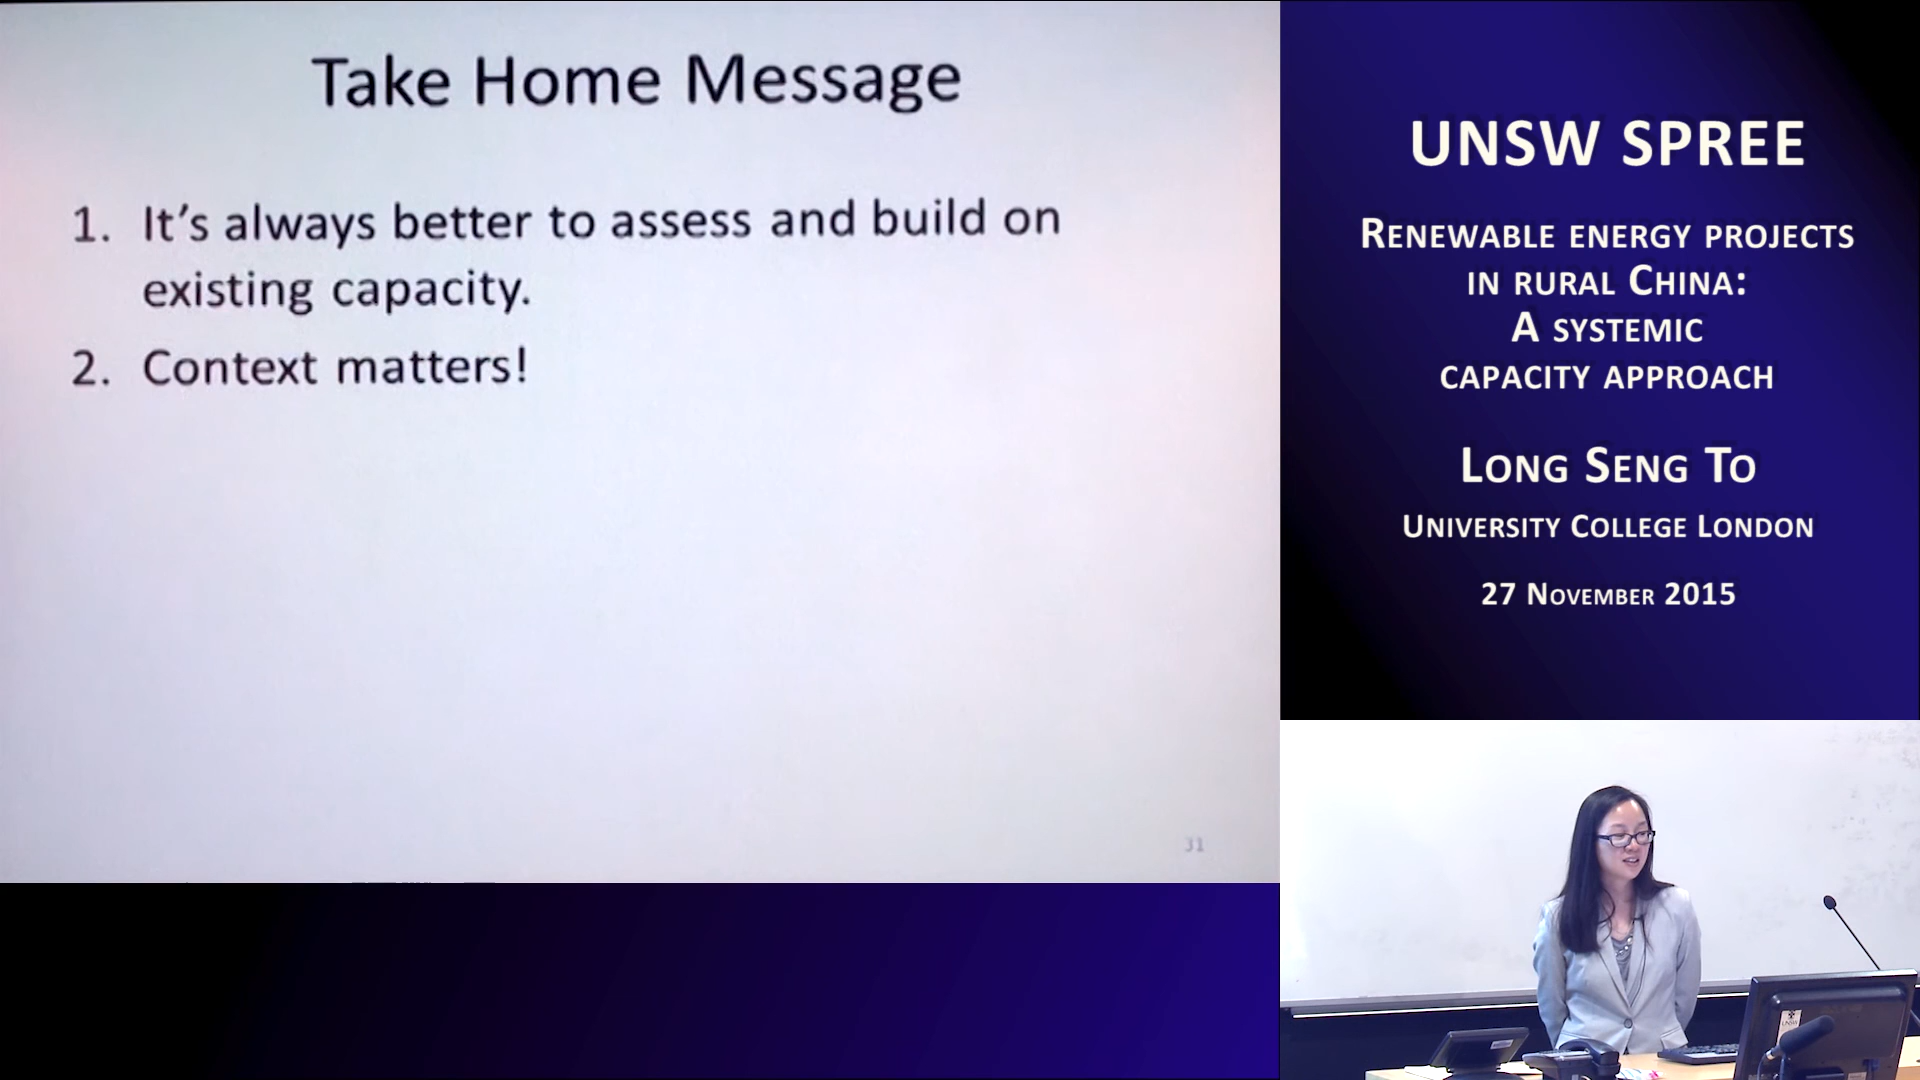 Take Home Message
1. It's always better to assess and build on
existing capacity.
2. Context matters!
31
UNSW SPREE
RENEWABLE ENERGY PROJECTS
IN RURAL CHINA:
A SYSTEMIC
CAPACITY APPROACH
LONG SENG TO
UNIVERSITY COLLEGE LONDON
27 NOVEMBER 2015
UNSW